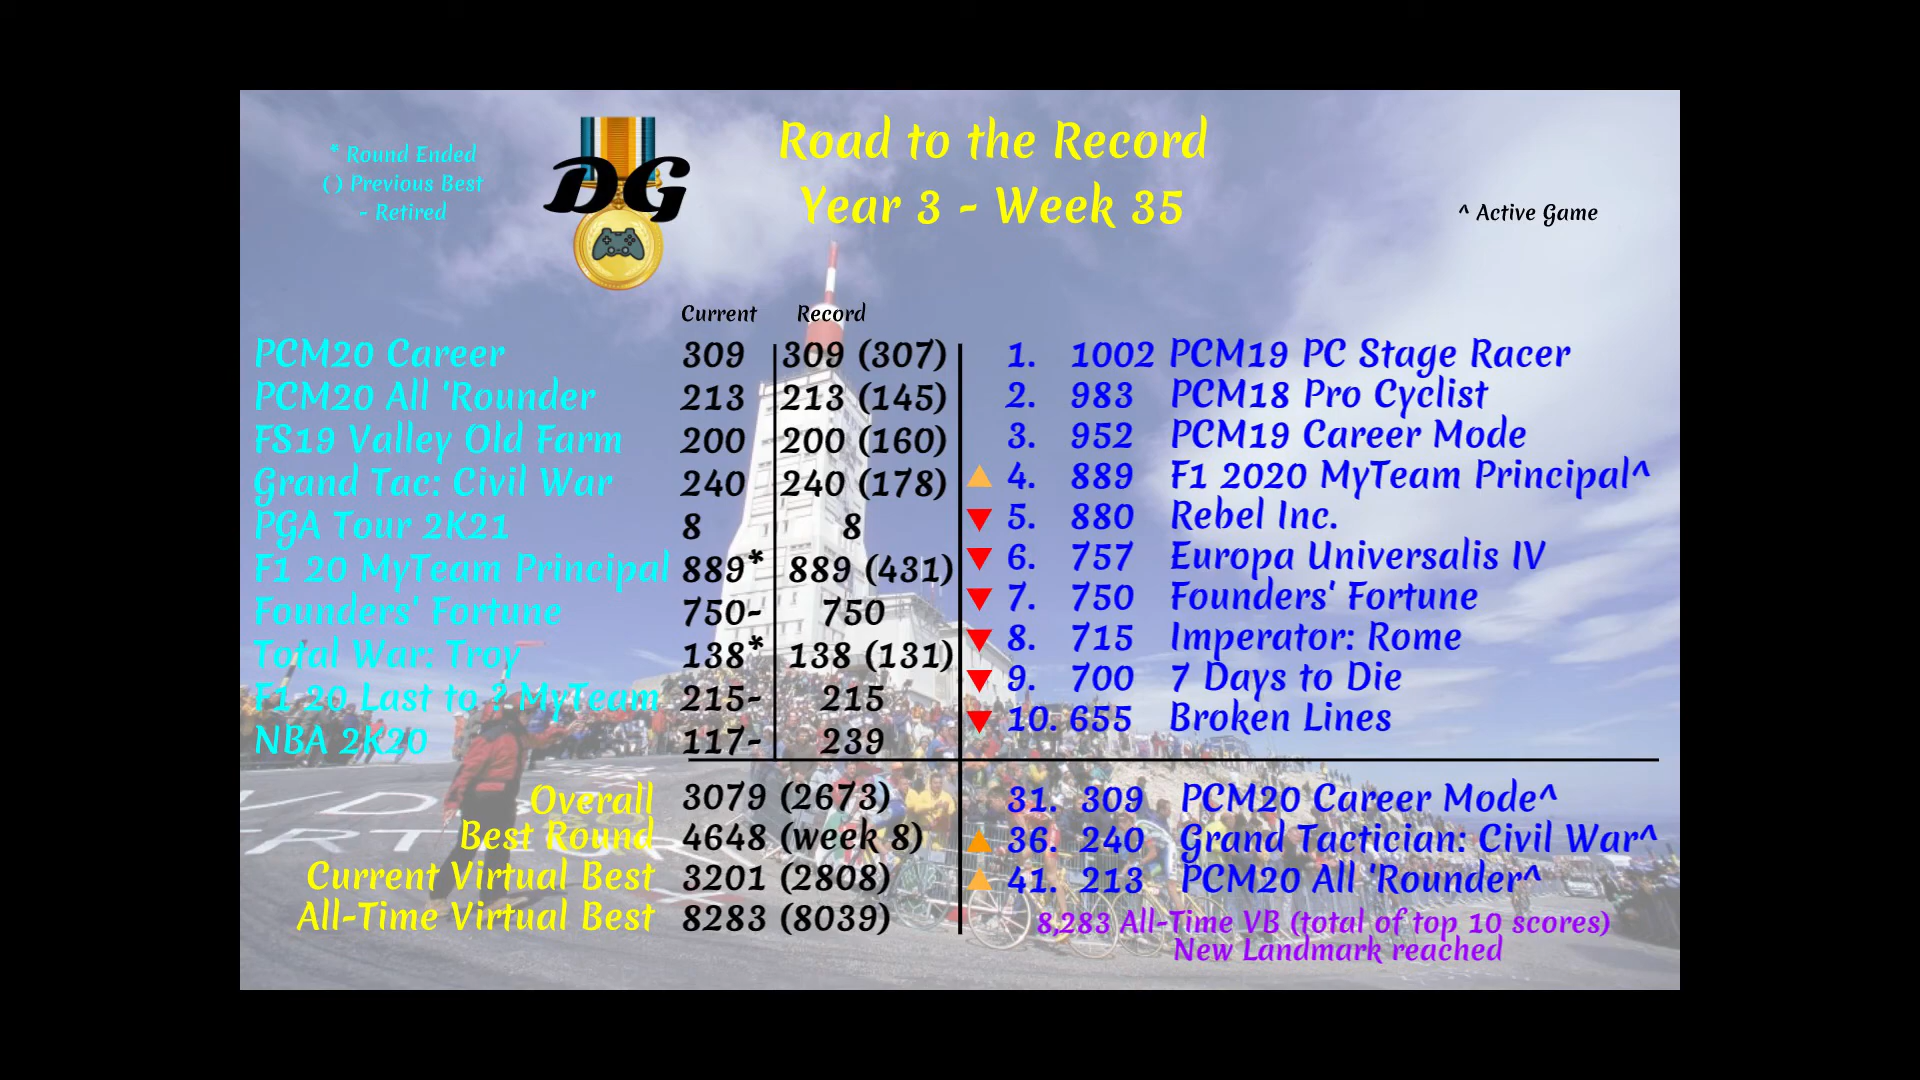 Road to the Record
Year 3 - Week 35
* Round Ended
( ) Previous Best
- Retired
DG
^ Active Game
Current Record
PCM20 Career 309 309 (307)
PCM20 All 'Rounder 213 213 (145)
FS19 Valley Old Farm 200 200 (160)
Grand Tac: Civil War 240 240 (178)
PGA Tour 2K21 8 8
F1 20 MyTeam Principal 889* 889 (431)
Founders' Fortune 750- 750
Total War: Troy 138* 138 (131)
F1 20 Last to ? MyTeam 215- 215
NBA 2K20 117- 239
Overall 3079 (2673)
Best Round 4648 (week 8)
Current Virtual Best 3201 (2808)
All-Time Virtual Best 8283 (8039)
1. 1002 PCM19 PC Stage Racer
2. 983 PCM18 Pro Cyclist
3. 952 PCM19 Career Mode
4. 889 F1 2020 MyTeam Principal^
5. 880 Rebel Inc.
6. 757 Europa Universalis IV
7. 750 Founders' Fortune
8. 715 Imperator: Rome
9. 700 7 Days to Die
10. 655 Broken Lines
31. 309 PCM20 Career Mode^
36. 240 Grand Tactician: Civil War^
41. 213 PCM20 All 'Rounder^
8,283 All-Time VB (total of top 10 scores)
New Landmark reached